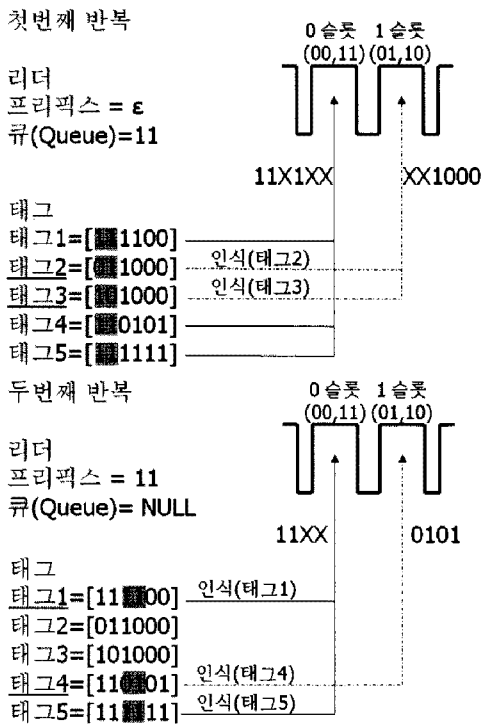 첫번째 반복
0 슬롯 1 슬롯
(00,11) (01,10)
리더
프리픽스 = ε
큐(Queue)=11
11X1XX XX1000
태그
태그1=[1100]
태그2=[1000] 인식(태그2)
태그3=[1000] 인식(태그3)
태그4=[0101]
태그5=[1111]
두번째 반복
0 슬롯 1 슬롯
(00,11) (01,10)
리더
프리픽스 = 11
큐(Queue)= NULL
11XX 0101
태그
태그1=[1100] 인식(태그1)
태그2=[011000]
태그3=[101000]
태그4=[1101] 인식(태그4)
태그5=[1111] 인식(태그5)